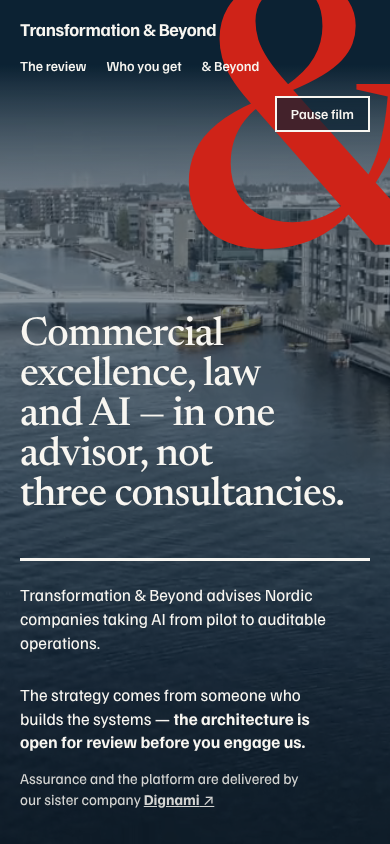 Transformation & Beyond
The review Who you get & Beyond
Pause film
&
Commercial
excellence, law
and AI — in one
advisor, not
three consultancies.
Transformation & Beyond advises Nordic
companies taking AI from pilot to auditable
operations.
The strategy comes from someone who
builds the systems — the architecture is
open for review before you engage us.
Assurance and the platform are delivered by
our sister company Dignami ↗